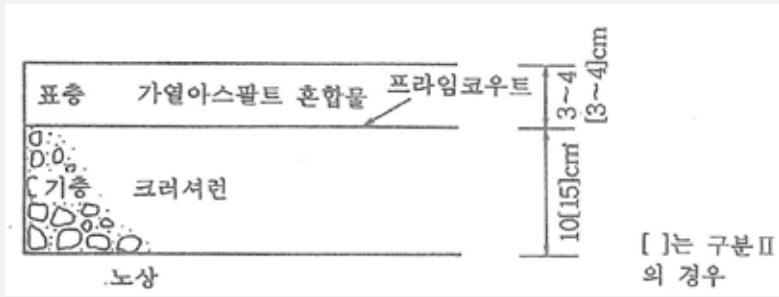 표층 가열아스팔트 혼합물 프라임코우트
3~4
[3~4]cm
기층 크러셔런
10[15]cm
노상
[ ]는 구분Ⅱ
의 경우